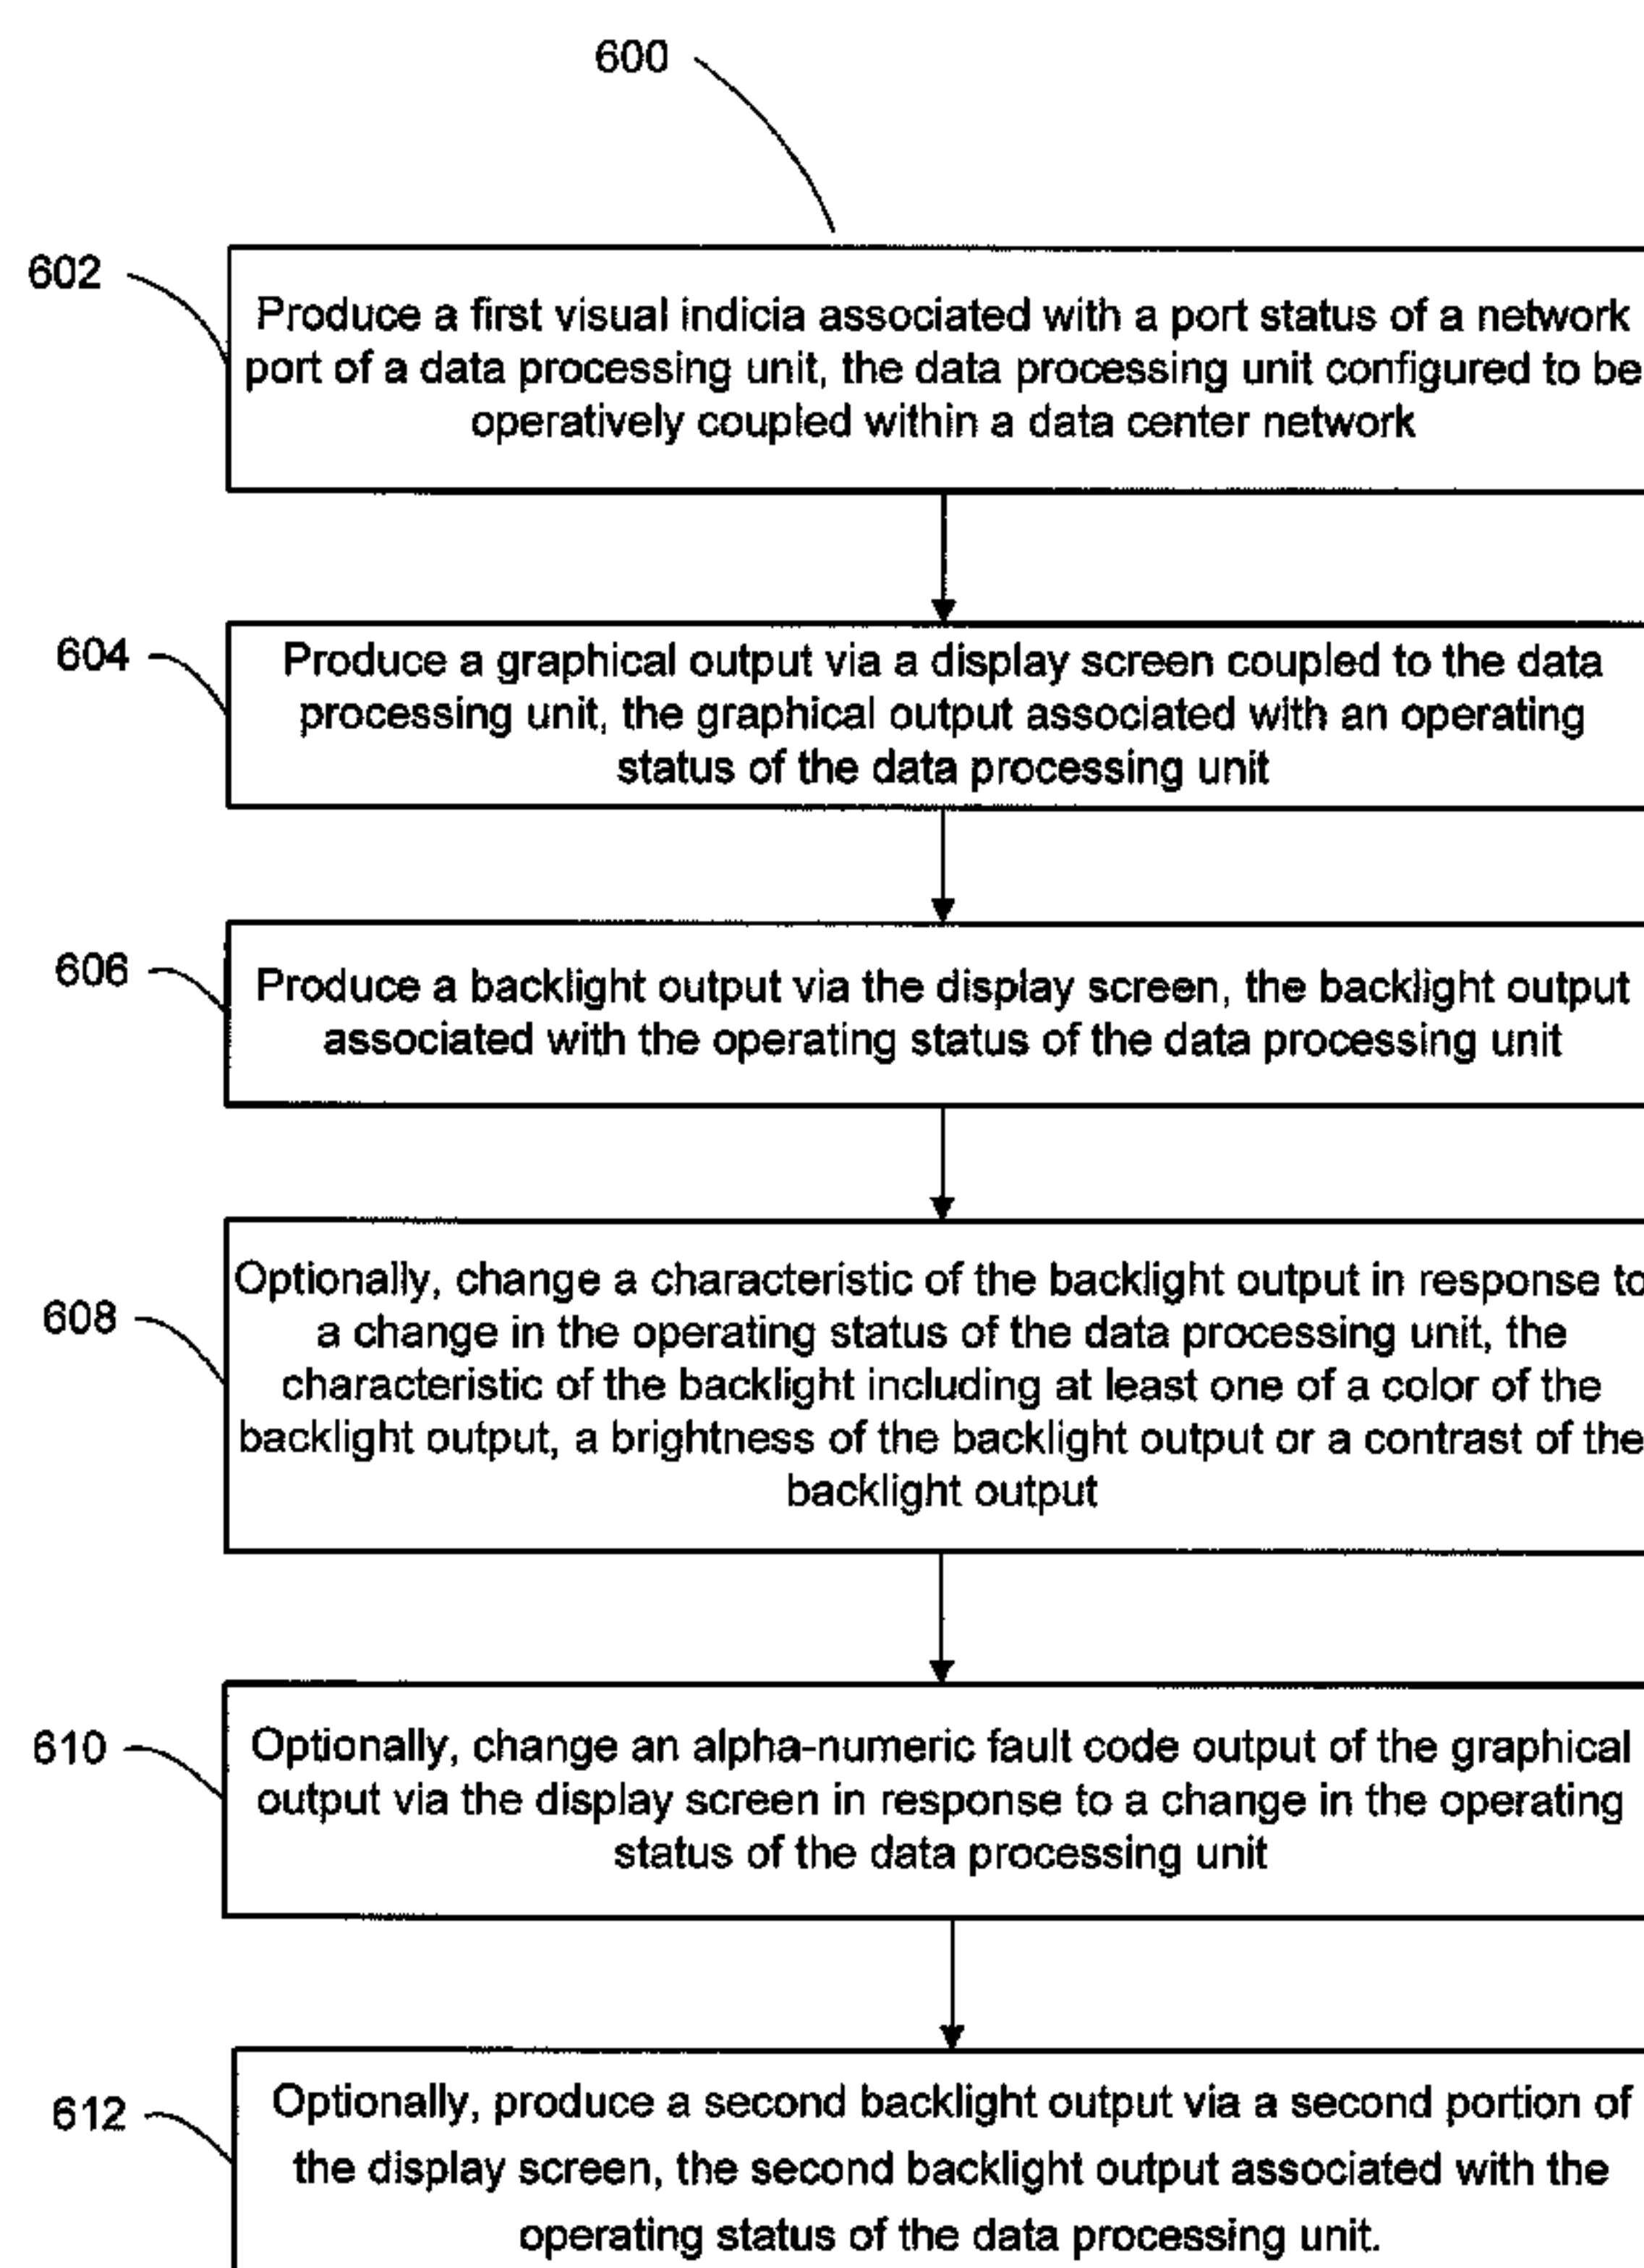 600
602
Produce a first visual indicia associated with a port status of a network
port of a data processing unit, the data processing unit configured to be
operatively coupled within a data center network
604
Produce a graphical output via a display screen coupled to the data
processing unit, the graphical output associated with an operating
status of the data processing unit
606
Produce a backlight output via the display screen, the backlight output
associated with the operating status of the data processing unit
608
Optionally, change a characteristic of the backlight output in response to
a change in the operating status of the data processing unit, the
characteristic of the backlight including at least one of a color of the
backlight output, a brightness of the backlight output or a contrast of the
backlight output
610
Optionally, change an alpha-numeric fault code output of the graphical
output via the display screen in response to a change in the operating
status of the data processing unit
612
Optionally, produce a second backlight output via a second portion of
the display screen, the second backlight output associated with the
operating status of the data processing unit.